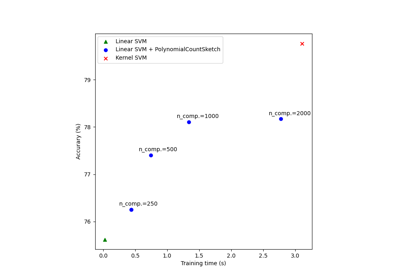 Linear SVM
Linear SVM + PolynomialCountSketch
Kernel SVM
79
n_comp.=2000
n_comp.=1000
78
n_comp.=500
77
n_comp.=250
76
Accurary (%)
0.0 0.5 1.0 1.5 2.0 2.5 3.0
Training time (s)